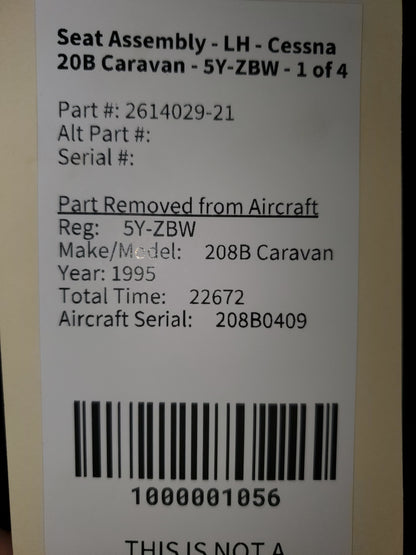 Seat Assembly - LH - Cessna
20B Caravan - 5Y-ZBW - 1 of 4
Part #: 2614029-21
Alt Part #:
Serial #:
Part Removed from Aircraft
Reg: 5Y-ZBW
Make/Model: 208B Caravan
Year: 1995
Total Time: 22672
Aircraft Serial: 208B0409
1000001056
THIS IS NOT A